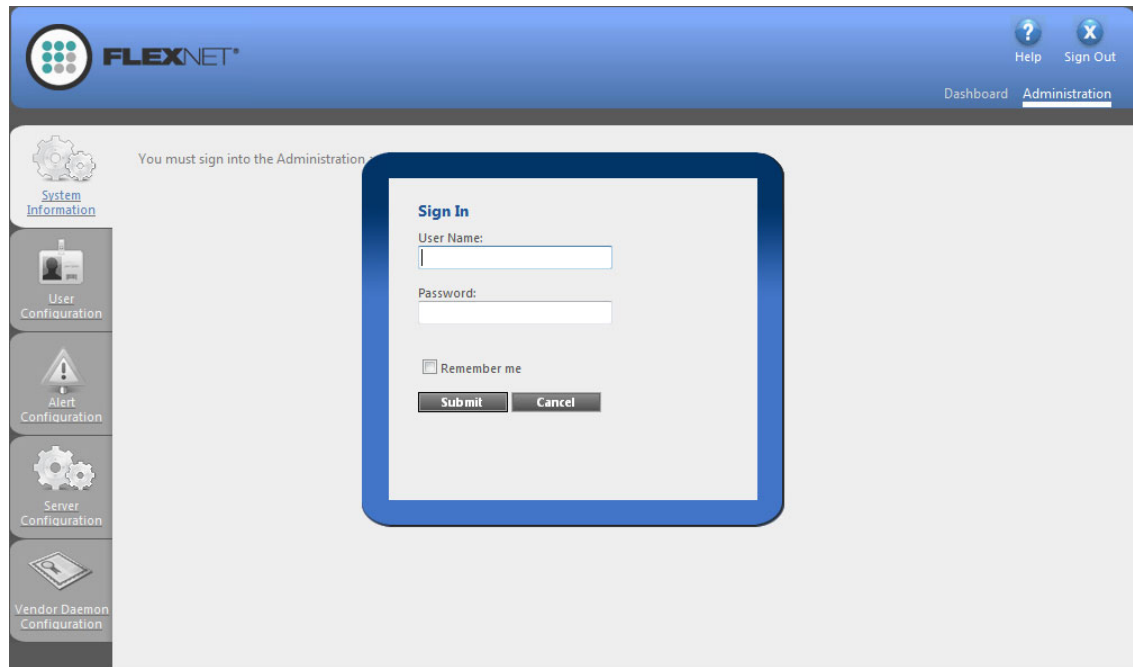 FLEXNET®
Help Sign Out
Dashboard Administration
You must sign into the Administration
System
Information
User
Configuration
Alert
Configuration
Server
Configuration
Vendor Daemon
Configuration
Sign In
User Name:
Password:
Remember me
Submit Cancel